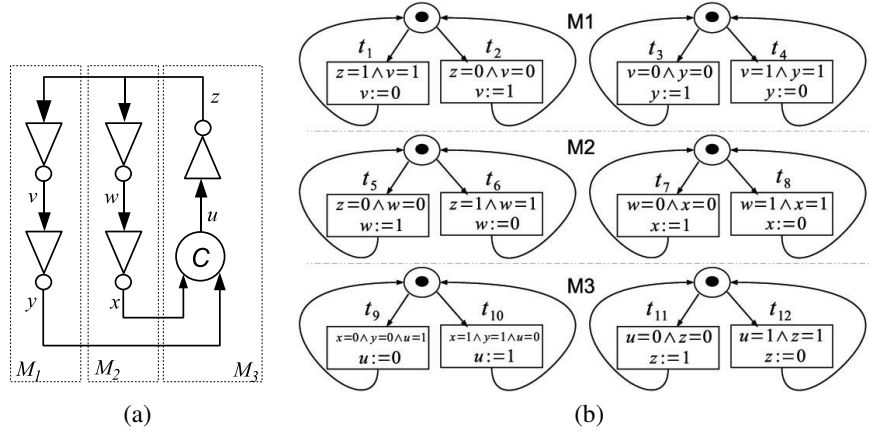 z
v
w
u
C
y
x
M₁
M₂
M₃
(a)
M1
t₁
t₂
t₃
t₄
z=1∧v=1
v:=0
z=0∧v=0
v:=1
v=0∧y=0
y:=1
v=1∧y=1
y:=0
M2
t₅
t₆
t₇
t₈
z=0∧w=0
w:=1
z=1∧w=1
w:=0
w=0∧x=0
x:=1
w=1∧x=1
x:=0
M3
t₉
t₁₀
t₁₁
t₁₂
x=0∧y=0∧u=1
u:=0
x=1∧y=1∧u=0
u:=1
u=0∧z=0
z:=1
u=1∧z=1
z:=0
(b)